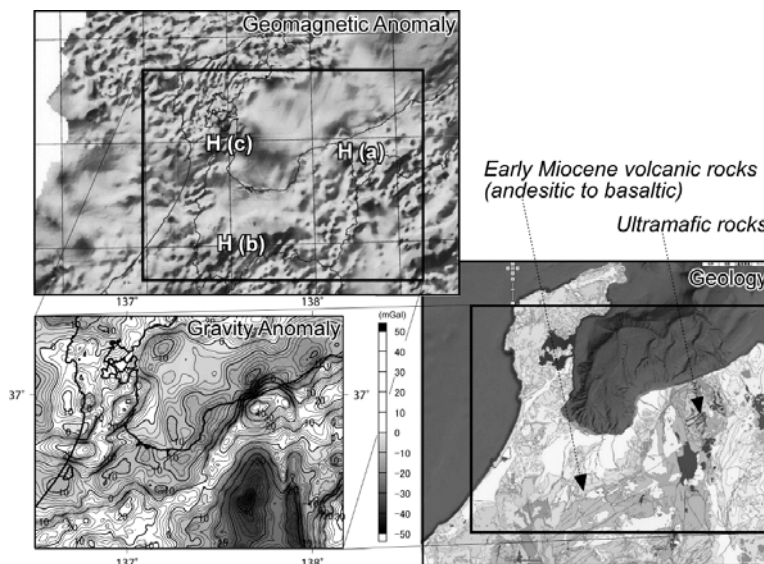 Geomagnetic Anomaly
H (c)
H (a)
H (b)
137
138
Early Miocene volcanic rocks
(andesitic to basaltic)
Ultramafic rocks
Geology
Gravity Anomaly
(mGal)
50
40
30
20
10
0
−10
−20
−30
−40
−50
37°
37°
137°
138°